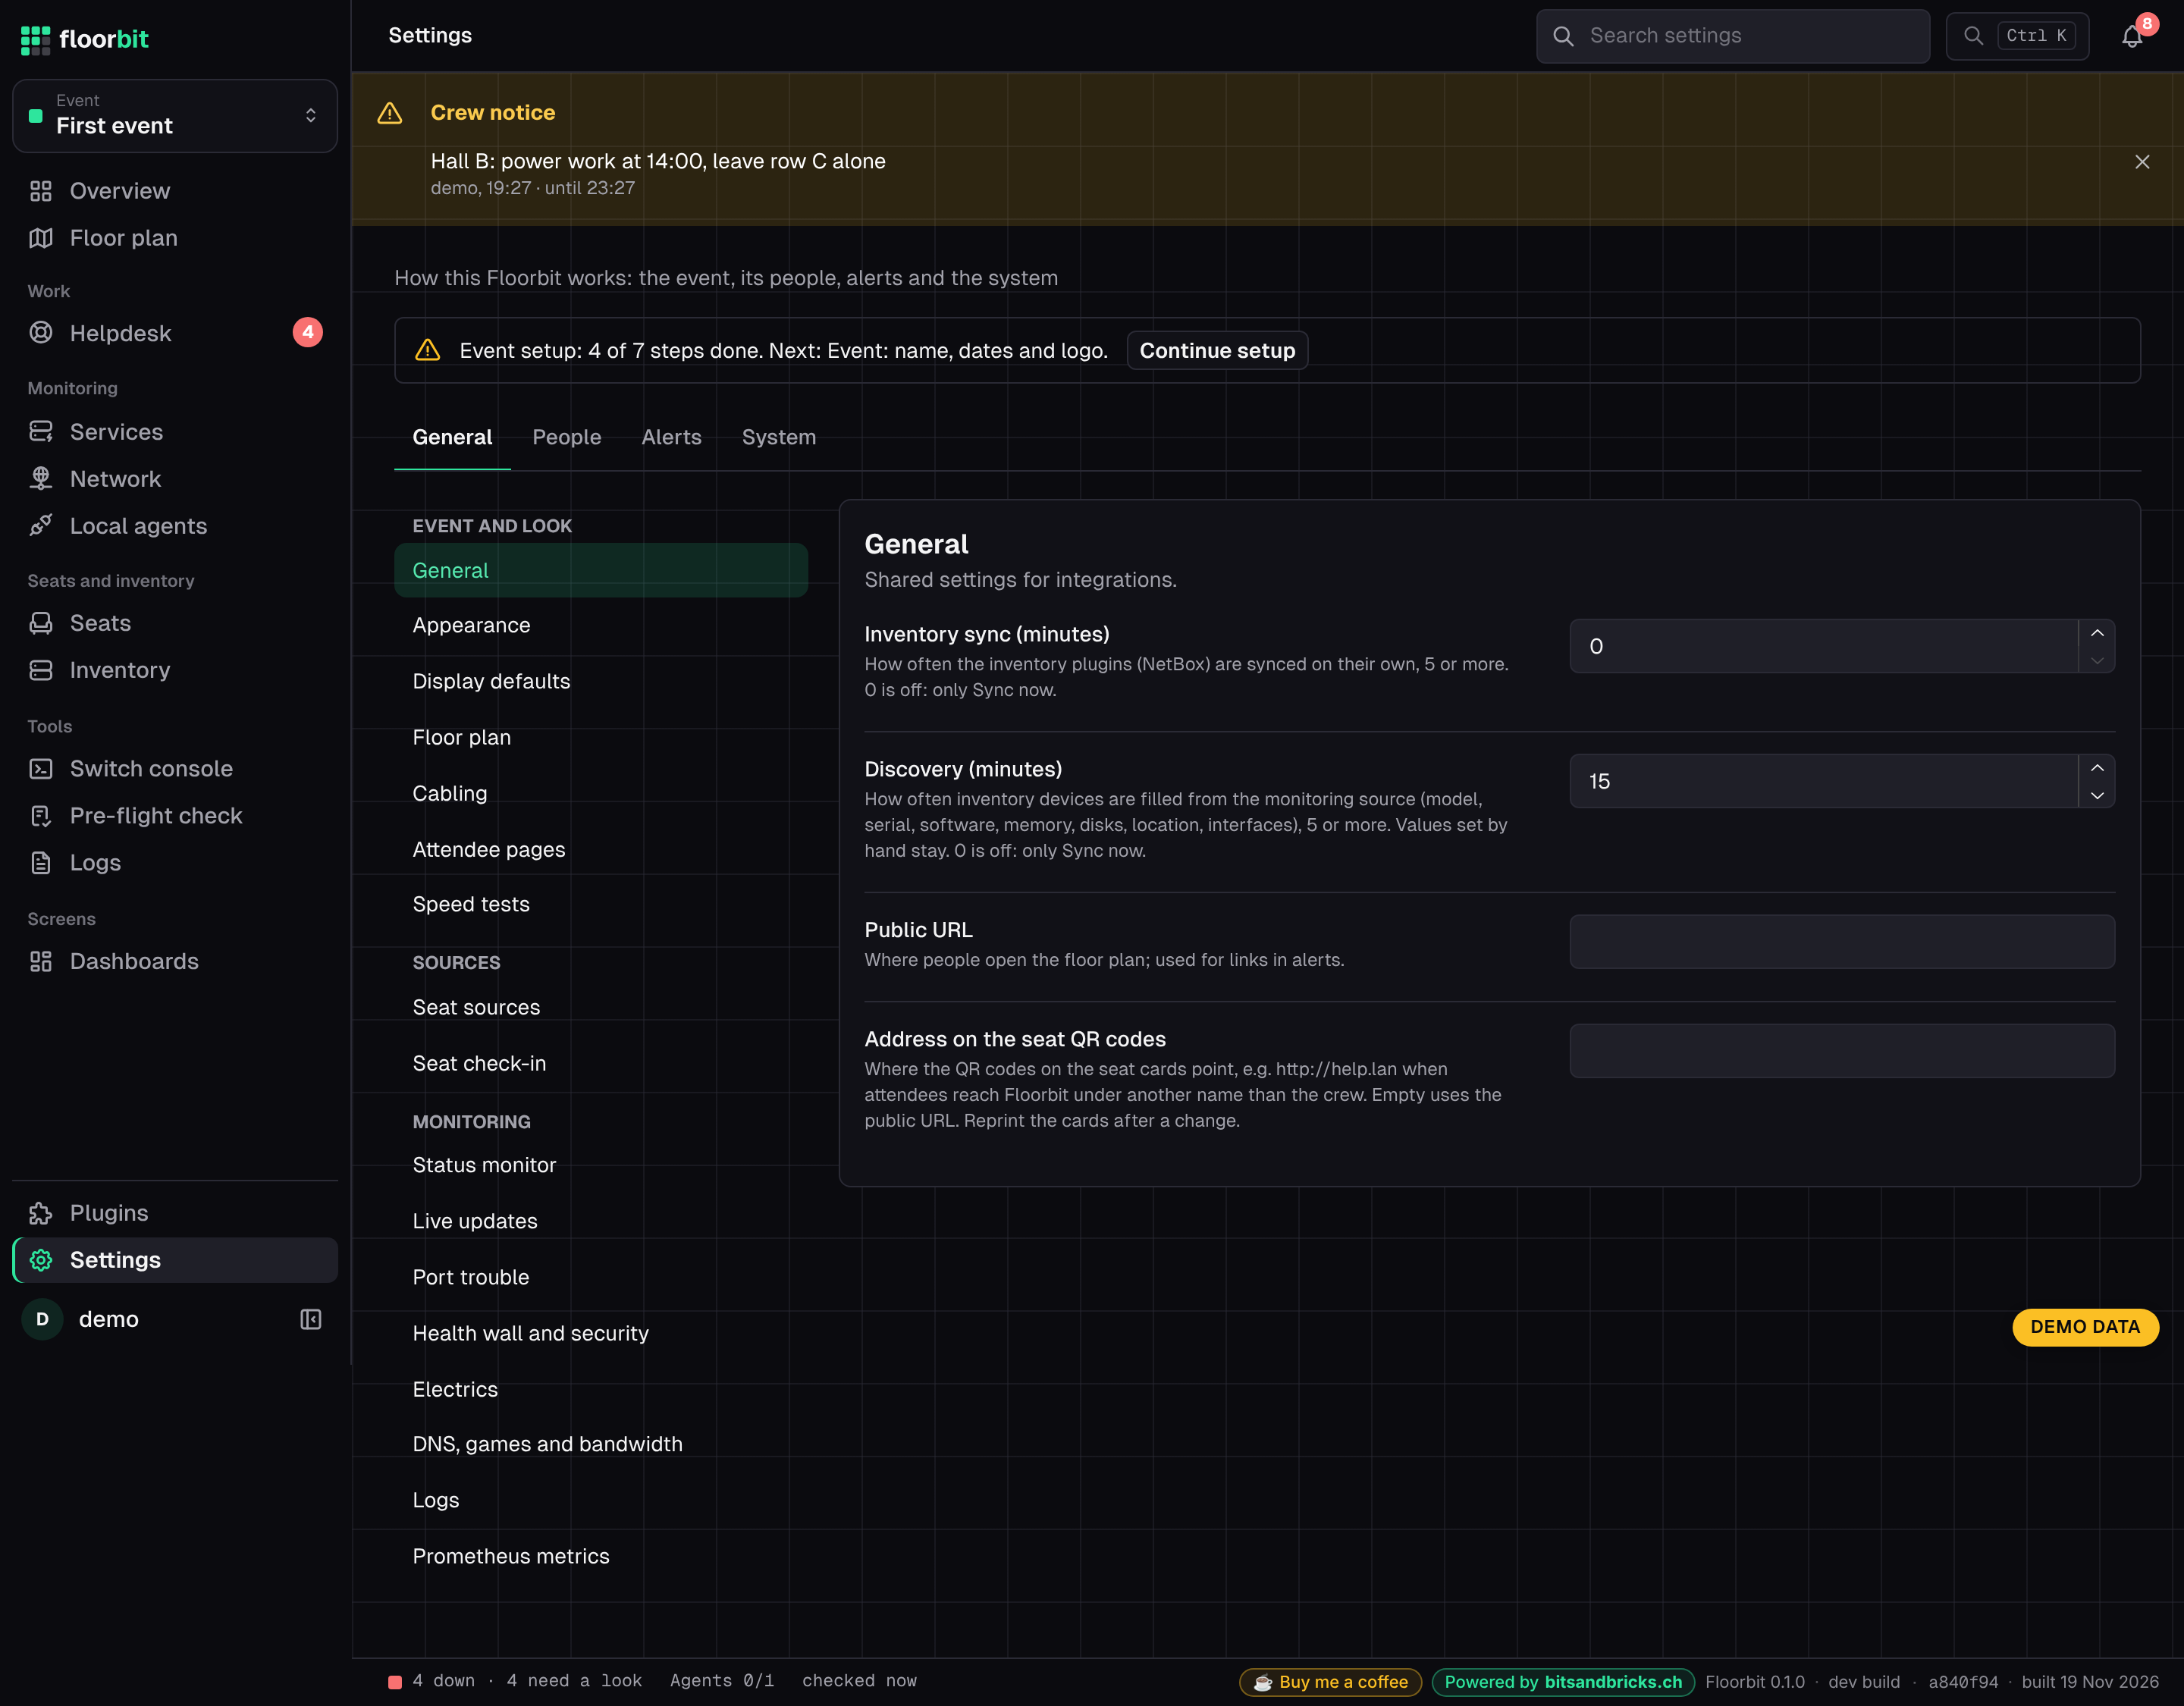 floorbit
Event
First event
Overview
Floor plan
Work
Helpdesk
4
Monitoring
Services
Network
Local agents
Seats and inventory
Seats
Inventory
Tools
Switch console
Pre-flight check
Logs
Screens
Dashboards
Plugins
Settings
D
demo
Settings
Search settings
Ctrl K
8
Crew notice
Hall B: power work at 14:00, leave row C alone
demo, 19:27 · until 23:27
How this Floorbit works: the event, its people, alerts and the system
Event setup: 4 of 7 steps done. Next: Event: name, dates and logo.
Continue setup
General
People
Alerts
System
EVENT AND LOOK
General
Appearance
Display defaults
Floor plan
Cabling
Attendee pages
Speed tests
SOURCES
Seat sources
Seat check-in
MONITORING
Status monitor
Live updates
Port trouble
Health wall and security
Electrics
DNS, games and bandwidth
Logs
Prometheus metrics
General
Shared settings for integrations.
Inventory sync (minutes)
How often the inventory plugins (NetBox) are synced on their own, 5 or more.
0 is off: only Sync now.
0
Discovery (minutes)
How often inventory devices are filled from the monitoring source (model,
serial, software, memory, disks, location, interfaces), 5 or more. Values set by
hand stay. 0 is off: only Sync now.
15
Public URL
Where people open the floor plan; used for links in alerts.
Address on the seat QR codes
Where the QR codes on the seat cards point, e.g. http://help.lan when
attendees reach Floorbit under another name than the crew. Empty uses the
public URL. Reprint the cards after a change.
DEMO DATA
4 down · 4 need a look
Agents 0/1
checked now
☕ Buy me a coffee
Powered by bitsandbricks.ch
Floorbit 0.1.0 · dev build · a840f94 · built 19 Nov 2026